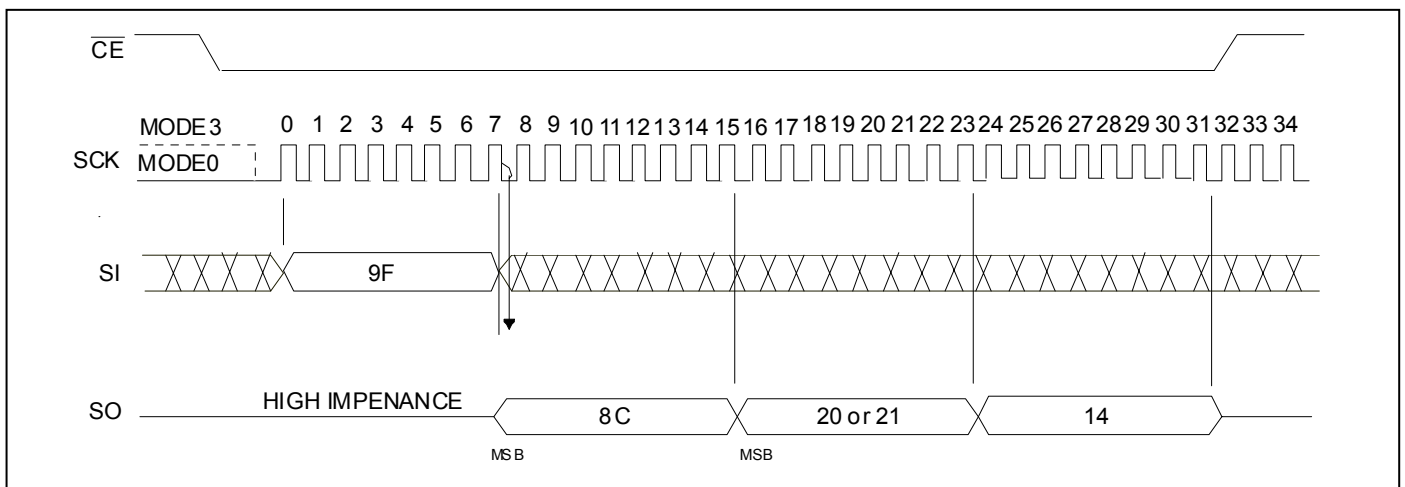 CE
MODE3
0 1 2 3 4 5 6 7 8 9 10 11 12 13 14 15 16 17 18 19 20 21 22 23 24 25 26 27 28 29 30 31 32 33 34
SCK
MODE0
SI
9F
SO
HIGH IMPENANCE
8C
20 or 21
14
MSB
MSB